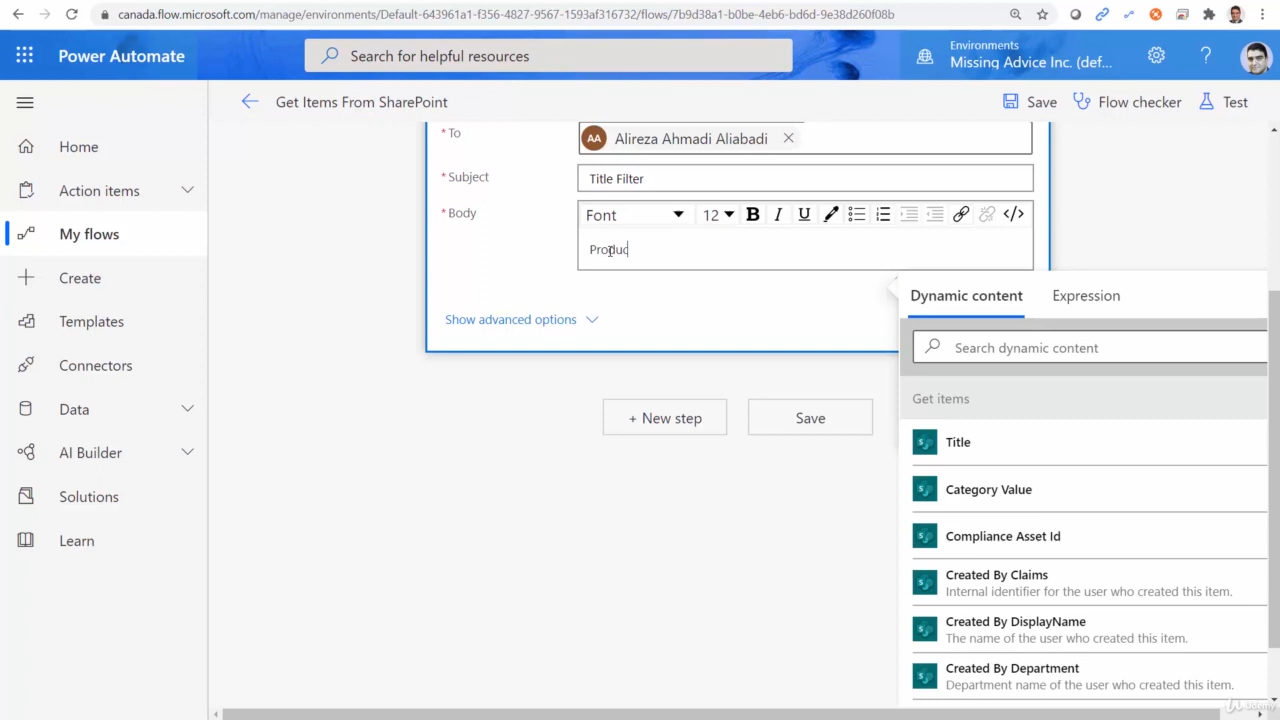 canada.flow.microsoft.com/manage/environments/Default-643961a1-f356-4827-9567-1593af316732/flows/7b9d38a1-b0be-4eb6-bd6d-9e38d260f08b
Power Automate
Search for helpful resources
Environments
Missing Advice Inc. (def...
Get Items From SharePoint
Save
Flow checker
Test
Home
Action items
My flows
Create
Templates
Connectors
Data
AI Builder
Solutions
Learn
* To
AA
Alireza Ahmadi Aliabadi
* Subject
Title Filter
* Body
Font
12
B
I
U
</>
Produc
Show advanced options
+ New step
Save
Dynamic content
Expression
Search dynamic content
Get items
Title
Category Value
Compliance Asset Id
Created By Claims
Internal identifier for the user who created this item.
Created By DisplayName
The name of the user who created this item.
Created By Department
Department name of the user who created this item.
Udemy